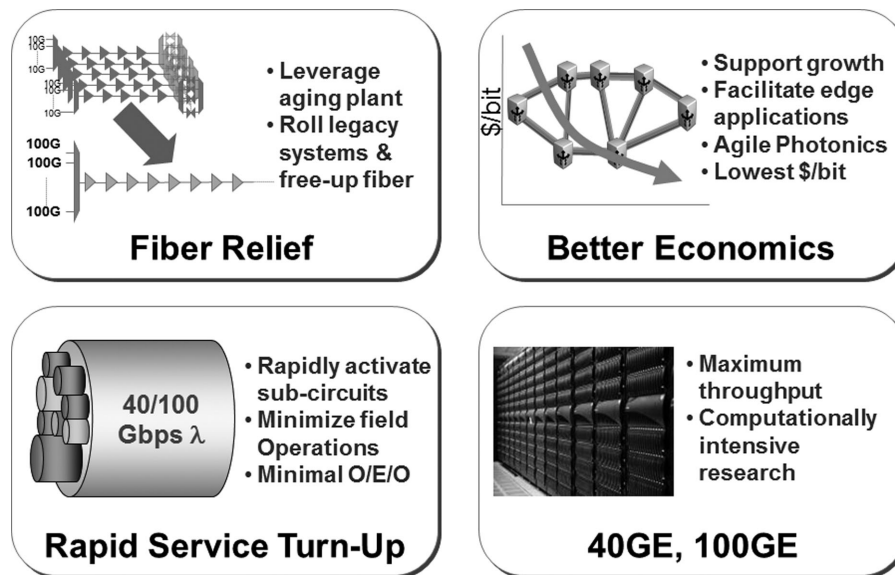 10G
10G
10G
10G
10G
10G
100G
100G
100G
• Leverage
aging plant
• Roll legacy
systems &
free-up fiber
Fiber Relief
$/bit
• Support growth
• Facilitate edge
applications
• Agile Photonics
• Lowest $/bit
Better Economics
40/100
Gbps λ
• Rapidly activate
sub-circuits
• Minimize field
Operations
• Minimal O/E/O
Rapid Service Turn-Up
• Maximum
throughput
• Computationally
intensive
research
40GE, 100GE